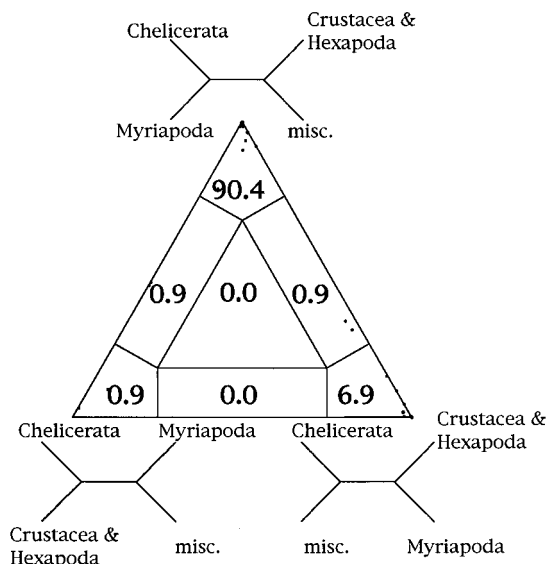 Chelicerata
Crustacea &
Hexapoda
Myriapoda
misc.
90.4
0.9
0.0
0.9
0.9
0.0
6.9
Chelicerata
Myriapoda
Chelicerata
Crustacea &
Hexapoda
Crustacea &
Hexapoda
misc.
misc.
Myriapoda